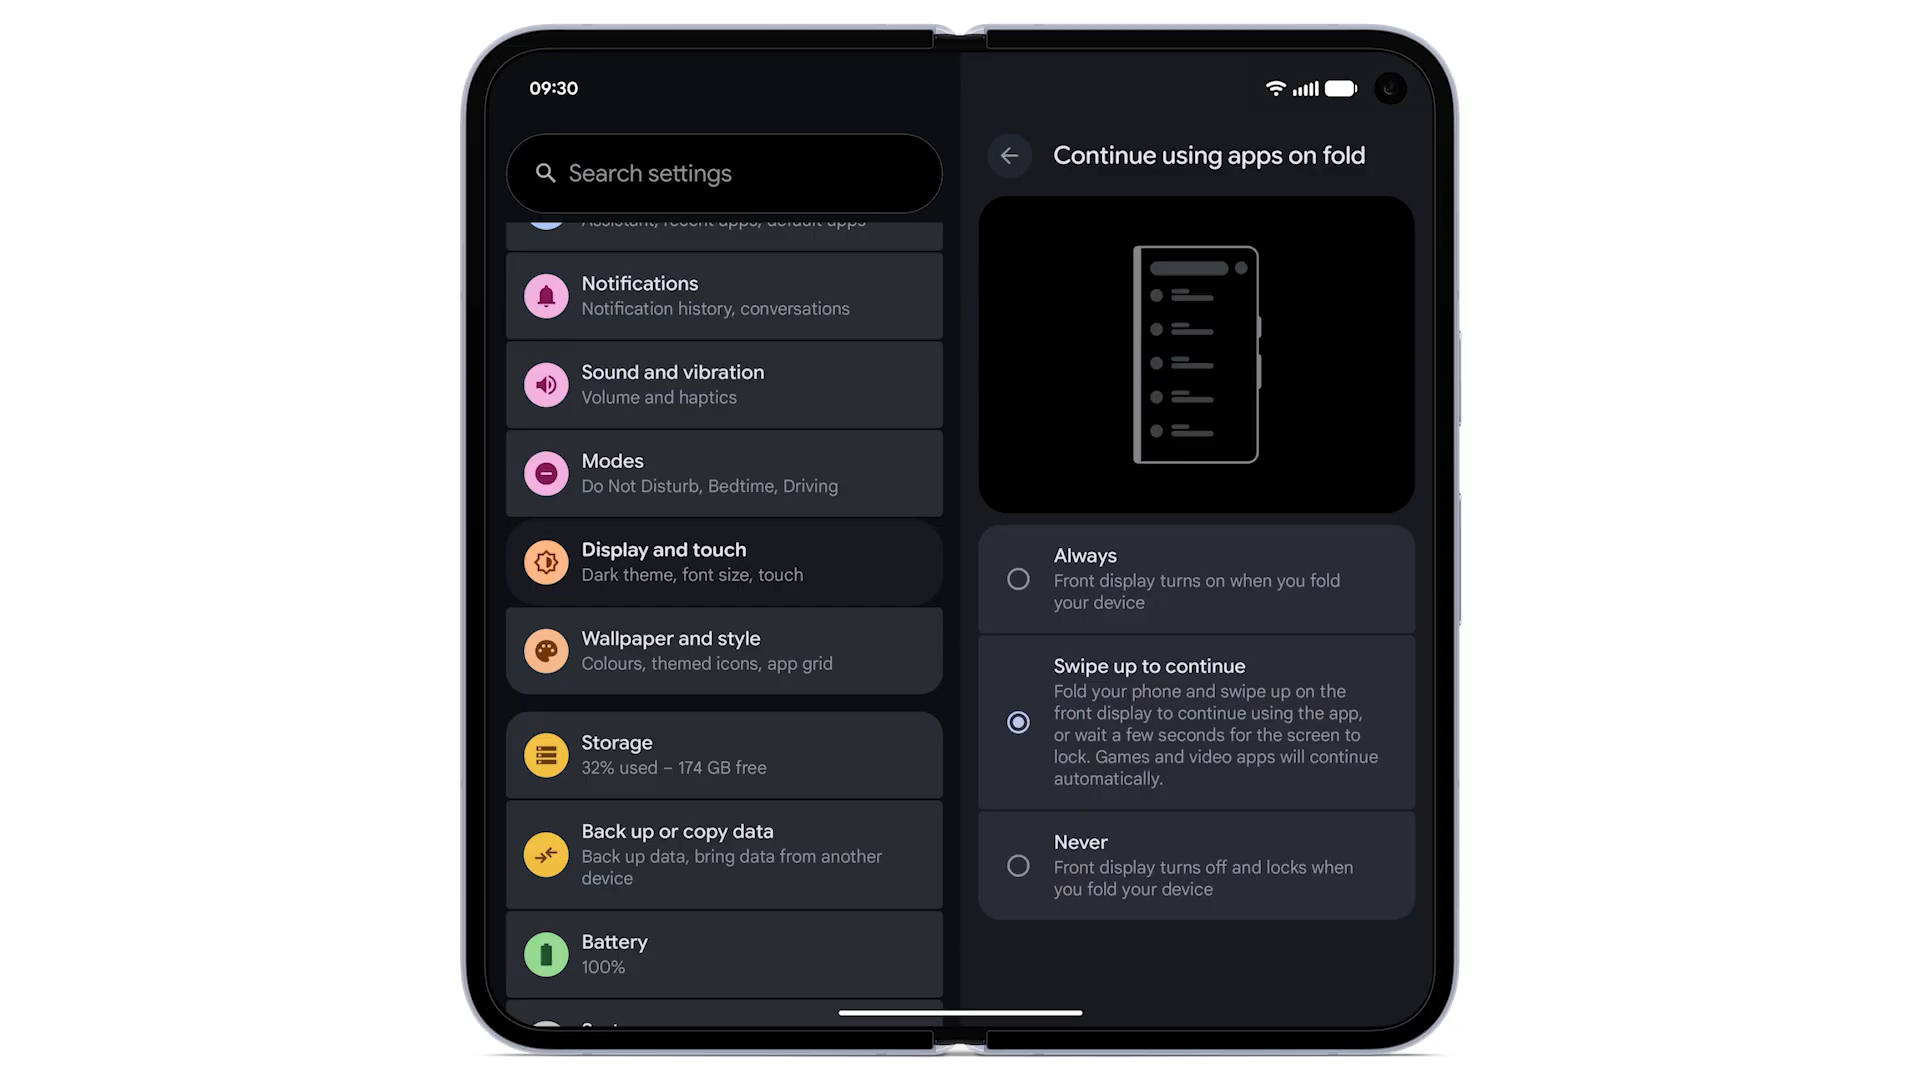 09:30
Search settings
Assistant, recent apps, default apps
Notifications
Notification history, conversations
Sound and vibration
Volume and haptics
Modes
Do Not Disturb, Bedtime, Driving
Display and touch
Dark theme, font size, touch
Wallpaper and style
Colours, themed icons, app grid
Storage
32% used – 174 GB free
Back up or copy data
Back up data, bring data from another
device
Battery
100%
Continue using apps on fold
Always
Front display turns on when you fold
your device
Swipe up to continue
Fold your phone and swipe up on the
front display to continue using the app,
or wait a few seconds for the screen to
lock. Games and video apps will continue
automatically.
Never
Front display turns off and locks when
you fold your device